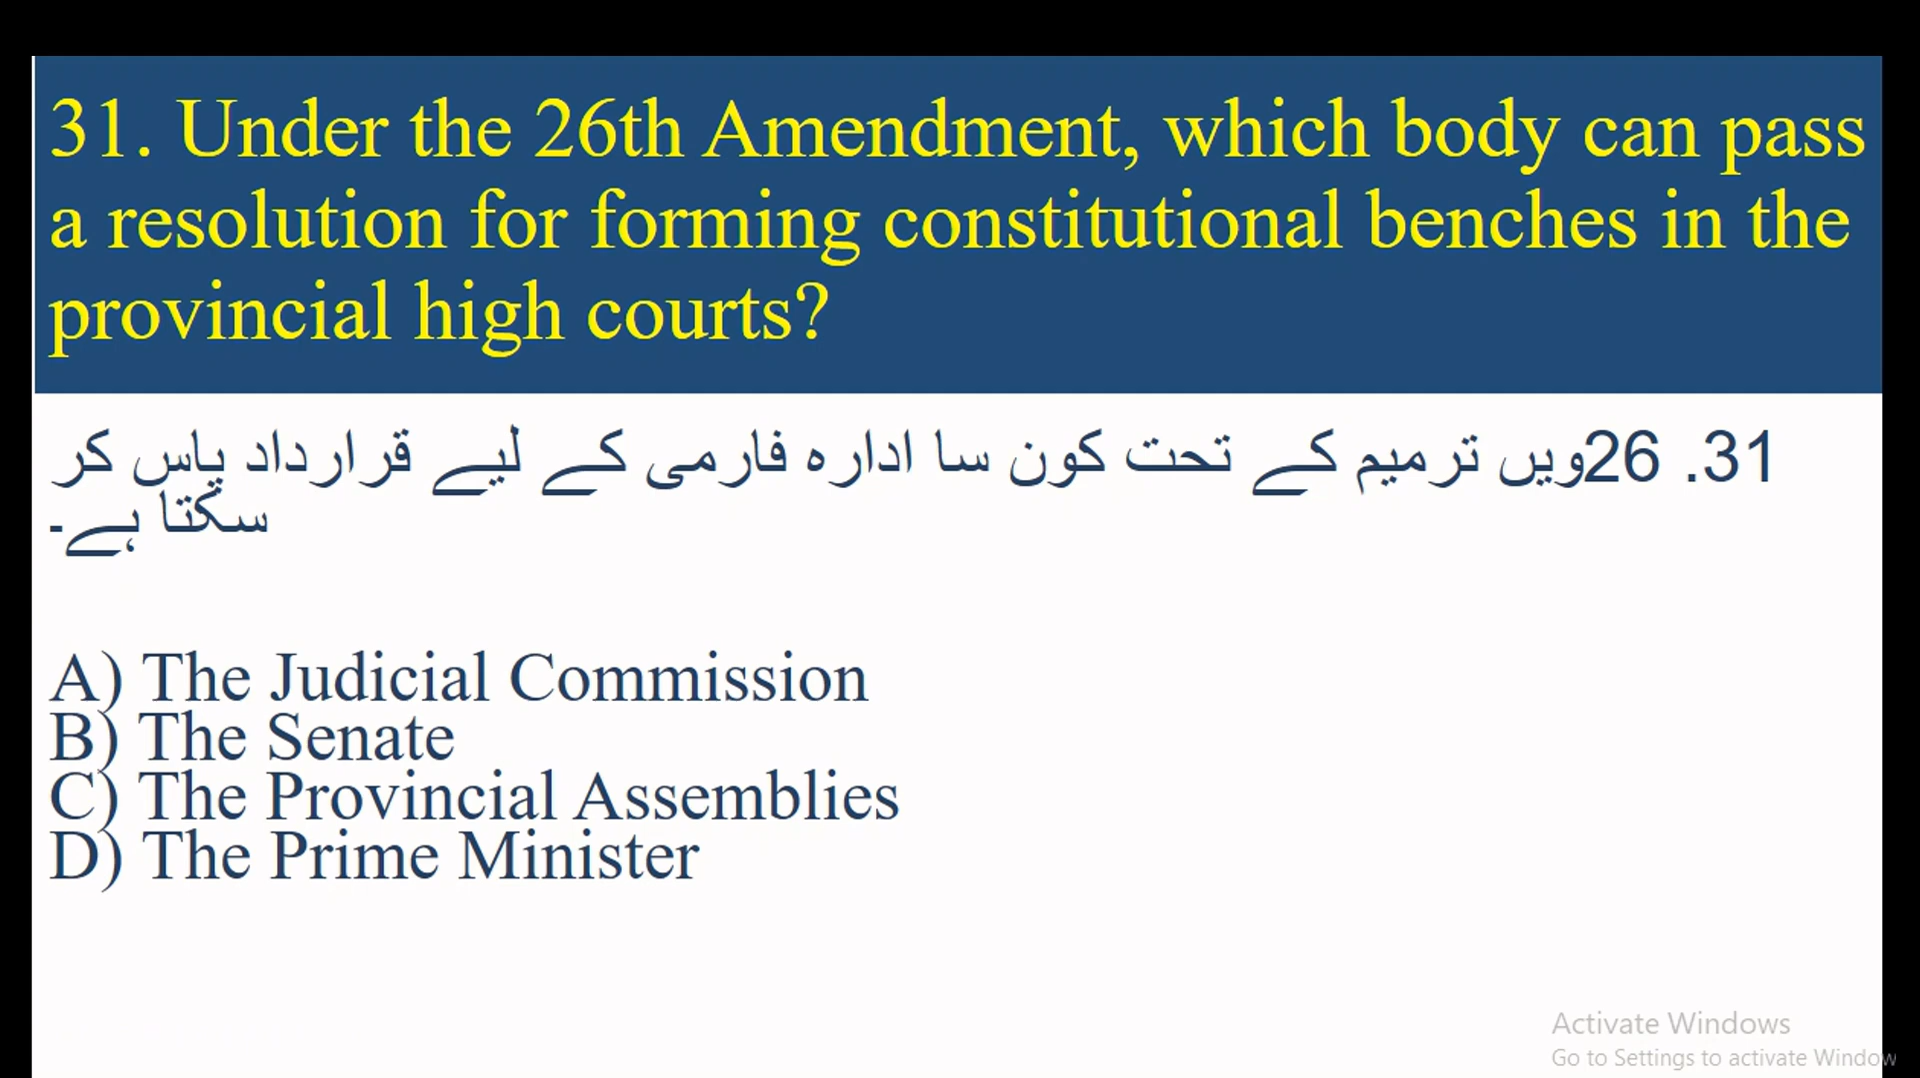 31. Under the 26th Amendment, which body can pass
a resolution for forming constitutional benches in the
provincial high courts?
31. 26ویں ترمیم کے تحت کون سا ادارہ فارمی کے لیے قرارداد پاس کر
سکتا ہے۔
A) The Judicial Commission
B) The Senate
C) The Provincial Assemblies
D) The Prime Minister
Activate Windows
Go to Settings to activate Window